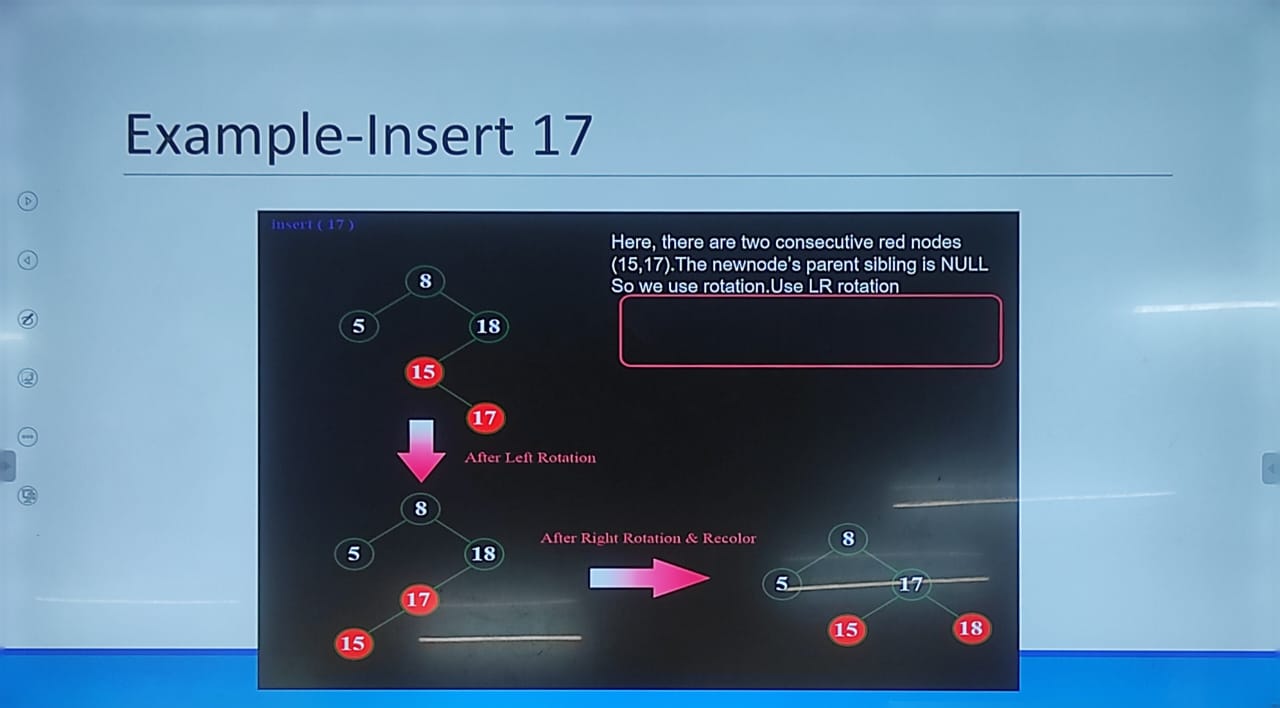 Example-Insert 17
insert ( 17 )
Here, there are two consecutive red nodes
(15,17).The newnode's parent sibling is NULL
So we use rotation.Use LR rotation
8
5
18
15
17
After Left Rotation
8
5
18
17
15
After Right Rotation & Recolor
8
5
17
15
18